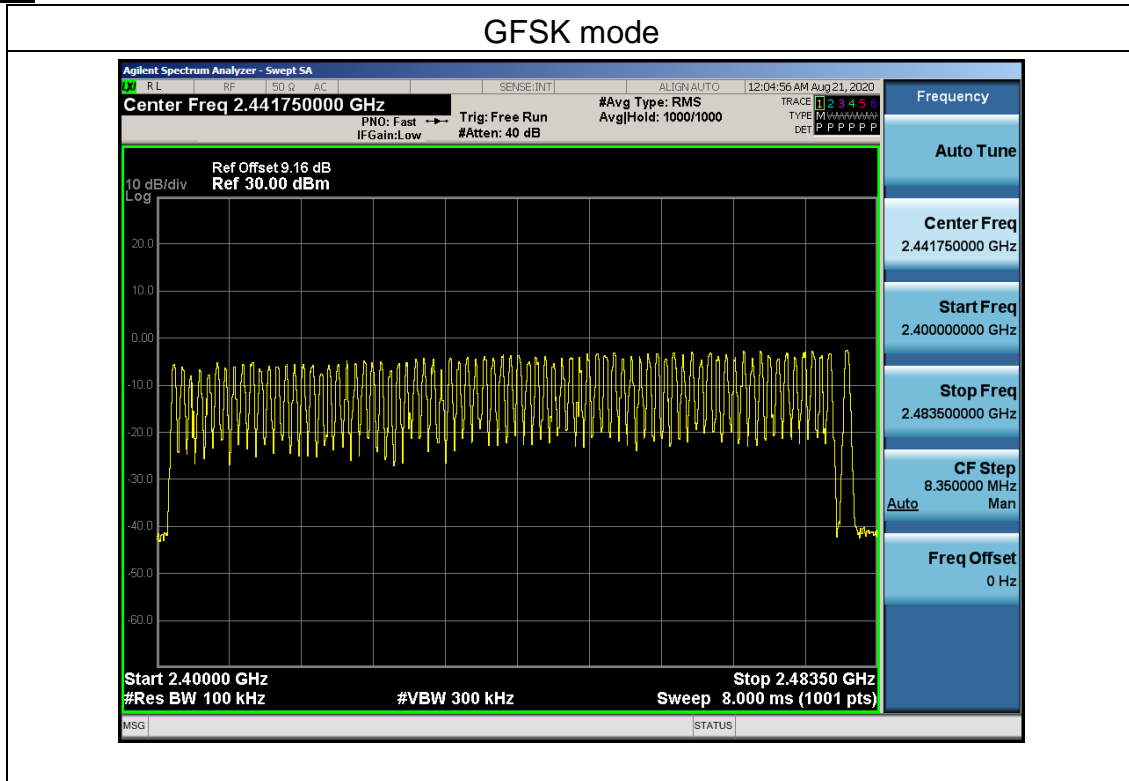 GFSK mode
Agilent Spectrum Analyzer - Swept SA
LXI RL RF 50 Ω AC SENSE:INT ALIGN AUTO 12:04:56 AM Aug 21, 2020
Center Freq 2.441750000 GHz
PNO: Fast
IFGain:Low
Trig: Free Run
#Atten: 40 dB
#Avg Type: RMS
Avg|Hold: 1000/1000
TRACE 1 2 3 4 5 6
TYPE M
DET P P P P P P
Ref Offset 9.16 dB
10 dB/div Ref 30.00 dBm
Log
20.0
10.0
0.00
-10.0
-20.0
-30.0
-40.0
-50.0
-60.0
Start 2.40000 GHz Stop 2.48350 GHz
#Res BW 100 kHz #VBW 300 kHz Sweep 8.000 ms (1001 pts)
MSG STATUS
Frequency
Auto Tune
Center Freq
2.441750000 GHz
Start Freq
2.400000000 GHz
Stop Freq
2.483500000 GHz
CF Step
8.350000 MHz
Auto Man
Freq Offset
0 Hz